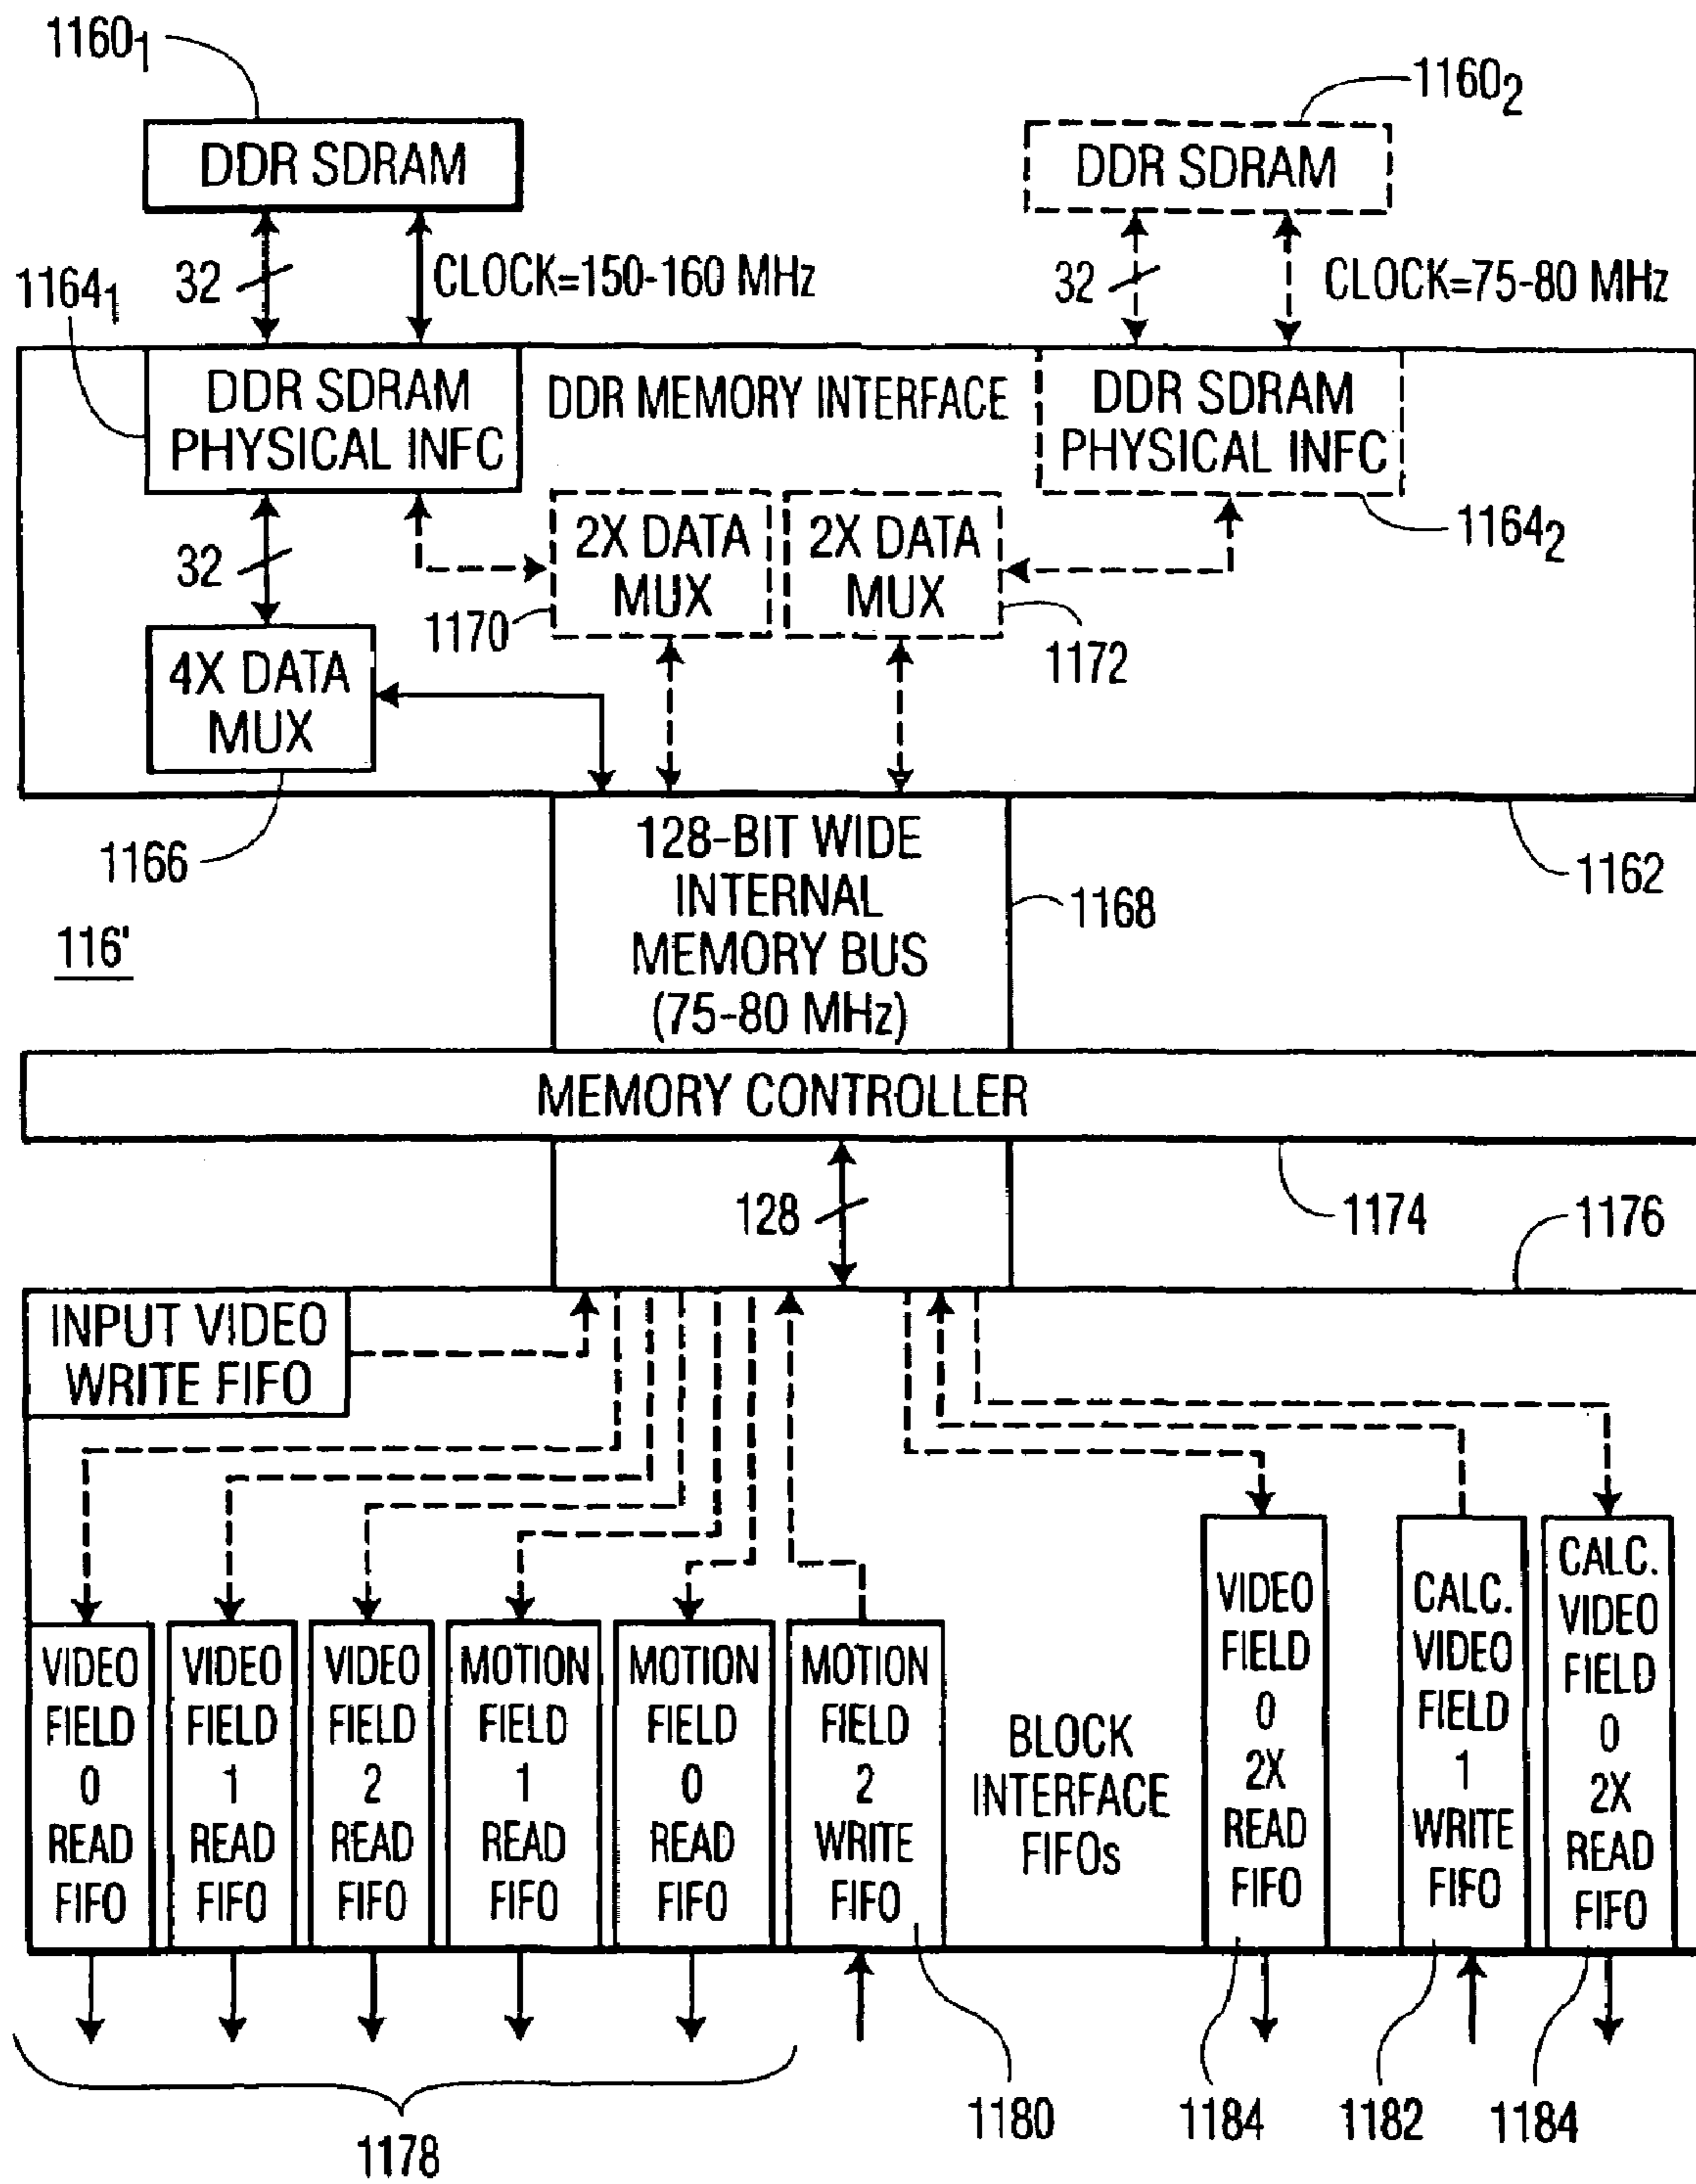 1160₁
1160₂
DDR SDRAM
DDR SDRAM
32
CLOCK=150-160 MHz
32
CLOCK=75-80 MHz
1164₁
DDR SDRAM
PHYSICAL INFC
DDR MEMORY INTERFACE
DDR SDRAM
PHYSICAL INFC
1164₂
32
2X DATA
MUX
2X DATA
MUX
1170
1172
4X DATA
MUX
1166
128-BIT WIDE
INTERNAL
MEMORY BUS
(75-80 MHz)
1162
1168
116'
MEMORY CONTROLLER
128
1174
1176
INPUT VIDEO
WRITE FIFO
VIDEO
FIELD
0
READ
FIFO
VIDEO
FIELD
1
READ
FIFO
VIDEO
FIELD
2
READ
FIFO
MOTION
FIELD
1
READ
FIFO
MOTION
FIELD
0
READ
FIFO
MOTION
FIELD
2
WRITE
FIFO
BLOCK
INTERFACE
FIFOs
VIDEO
FIELD
0
2X
READ
FIFO
CALC.
VIDEO
FIELD
1
WRITE
FIFO
CALC.
VIDEO
FIELD
0
2X
READ
FIFO
1178
1180
1184
1182
1184